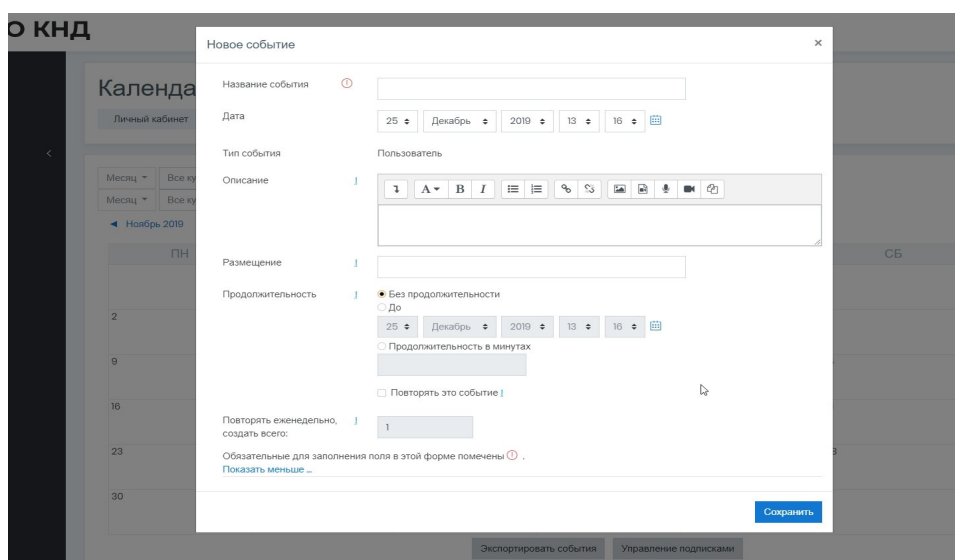 О КНД
Новое событие ×
Календа
Название события
Личный кабинет
Дата 25 Декабрь 2019 13 16
Тип события Пользователь
Месяц Все ку
Описание A B I
Месяц Все ку
Ноябрь 2019
ПН СБ
Размещение
Продолжительность Без продолжительности
До
2 25 Декабрь 2019 13 16
Продолжительность в минутах
9
Повторять это событие
16
Повторять еженедельно, 1
создать всего:
23
Обязательные для заполнения поля в этой форме помечены .
Показать меньше ...
30
Сохранить
Экспортировать события Управление подписками